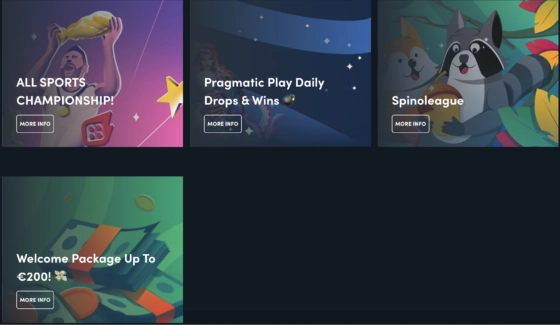 ALL SPORTS
CHAMPIONSHIP!
MORE INFO
Pragmatic Play Daily
Drops & Wins
MORE INFO
Spinoleague
MORE INFO
Welcome Package Up To
€200! 💸
MORE INFO